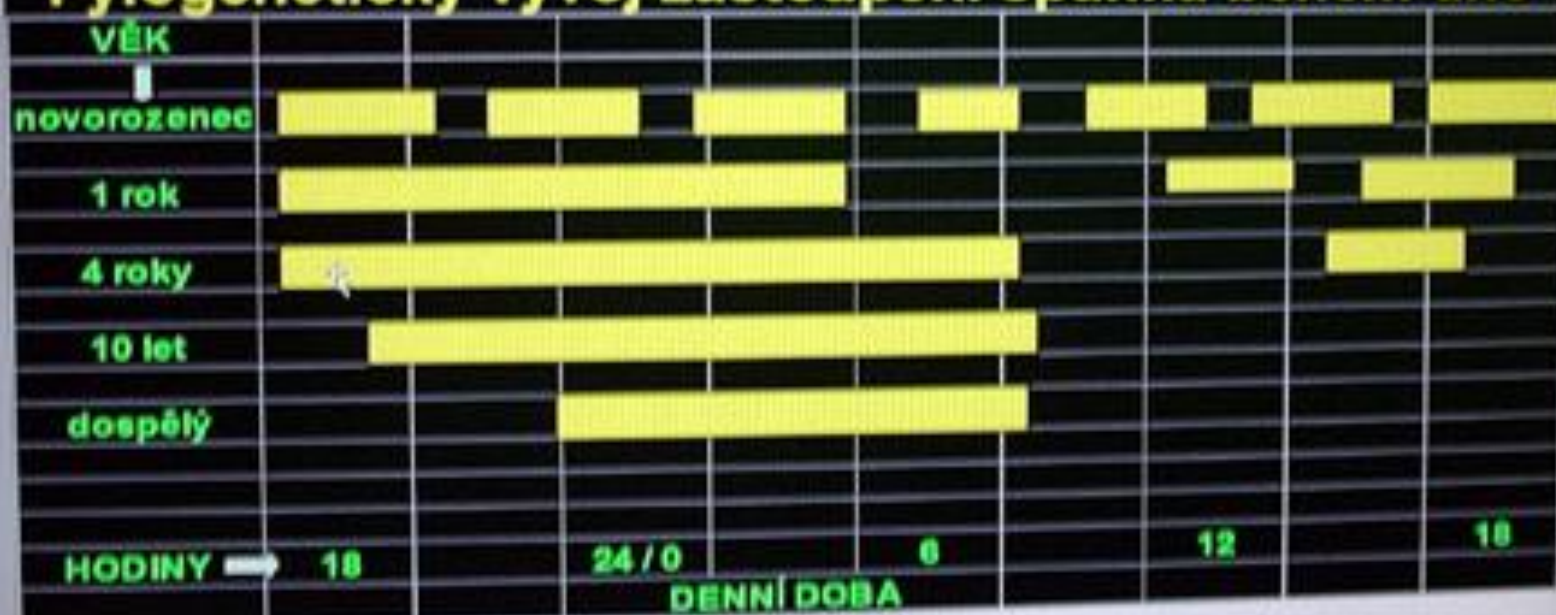 VĚK
novorozenec
1 rok
4 roky
10 let
dospělý
HODINY 18 24 / 0 6 12 18
DENNÍ DOBA